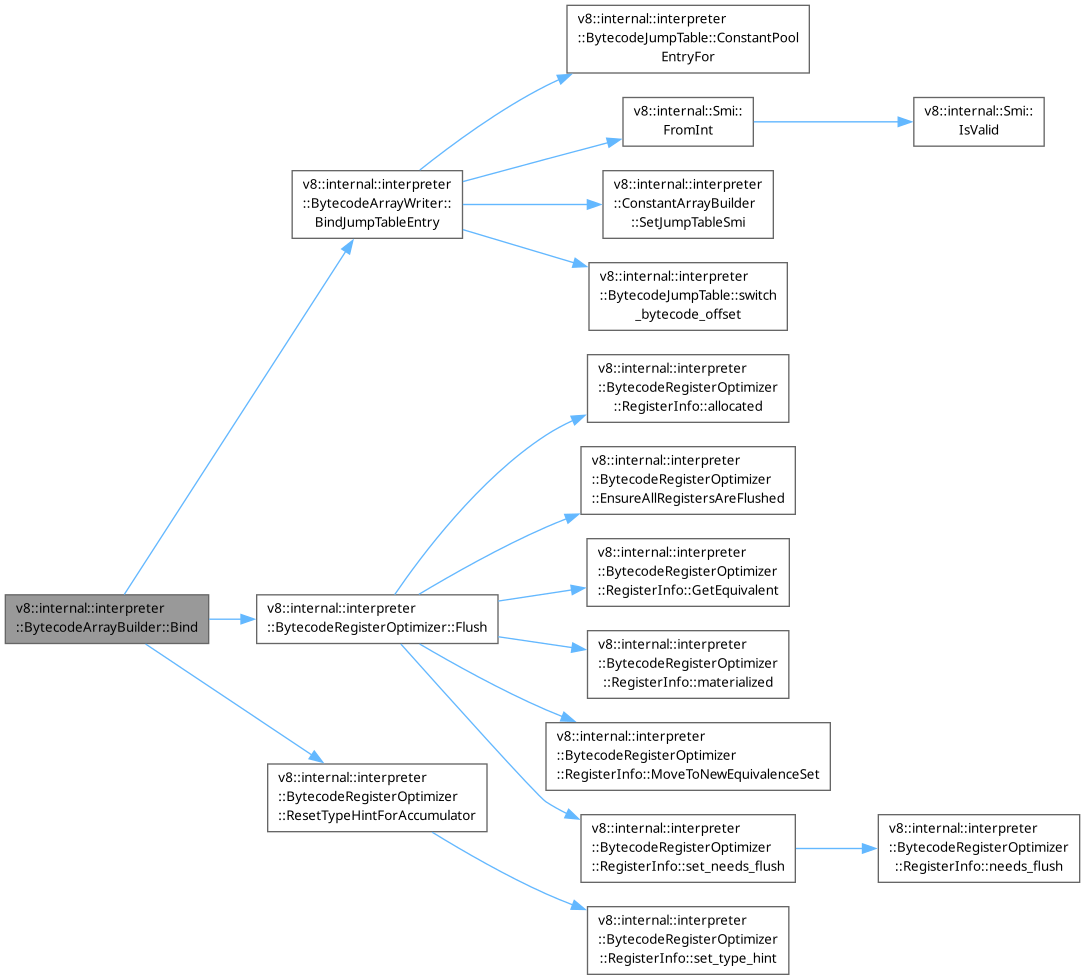 v8::internal::interpreter
::BytecodeArrayBuilder::Bind
v8::internal::interpreter
::BytecodeArrayWriter::
BindJumpTableEntry
v8::internal::interpreter
::BytecodeJumpTable::ConstantPool
EntryFor
v8::internal::Smi::
FromInt
v8::internal::Smi::
IsValid
v8::internal::interpreter
::ConstantArrayBuilder
::SetJumpTableSmi
v8::internal::interpreter
::BytecodeJumpTable::switch
_bytecode_offset
v8::internal::interpreter
::BytecodeRegisterOptimizer::Flush
v8::internal::interpreter
::BytecodeRegisterOptimizer
::RegisterInfo::allocated
v8::internal::interpreter
::BytecodeRegisterOptimizer
::EnsureAllRegistersAreFlushed
v8::internal::interpreter
::BytecodeRegisterOptimizer
::RegisterInfo::GetEquivalent
v8::internal::interpreter
::BytecodeRegisterOptimizer
::RegisterInfo::materialized
v8::internal::interpreter
::BytecodeRegisterOptimizer
::RegisterInfo::MoveToNewEquivalenceSet
v8::internal::interpreter
::BytecodeRegisterOptimizer
::RegisterInfo::set_needs_flush
v8::internal::interpreter
::BytecodeRegisterOptimizer
::RegisterInfo::needs_flush
v8::internal::interpreter
::BytecodeRegisterOptimizer
::ResetTypeHintForAccumulator
v8::internal::interpreter
::BytecodeRegisterOptimizer
::RegisterInfo::set_type_hint